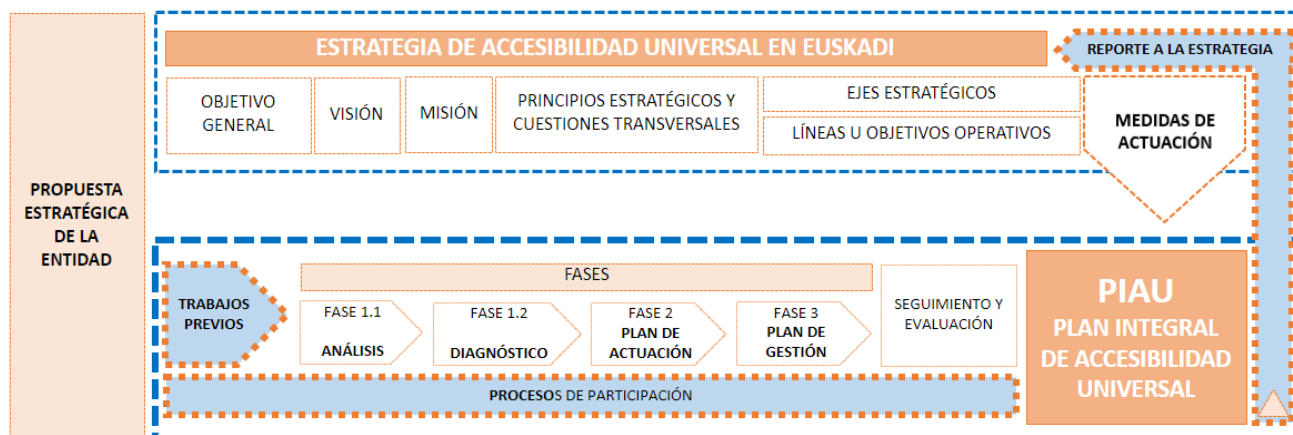 PROPUESTA
ESTRATÉGICA
DE LA
ENTIDAD
ESTRATEGIA DE ACCESIBILIDAD UNIVERSAL EN EUSKADI
REPORTE A LA ESTRATEGIA
OBJETIVO
GENERAL
VISIÓN
MISIÓN
PRINCIPIOS ESTRATÉGICOS Y
CUESTIONES TRANSVERSALES
EJES ESTRATÉGICOS
LÍNEAS U OBJETIVOS OPERATIVOS
MEDIDAS DE
ACTUACIÓN
TRABAJOS
PREVIOS
FASES
FASE 1.1
ANÁLISIS
FASE 1.2
DIAGNÓSTICO
FASE 2
PLAN DE
ACTUACIÓN
FASE 3
PLAN DE
GESTIÓN
SEGUIMIENTO Y
EVALUACIÓN
PROCESOS DE PARTICIPACIÓN
PIAU
PLAN INTEGRAL
DE ACCESIBILIDAD
UNIVERSAL